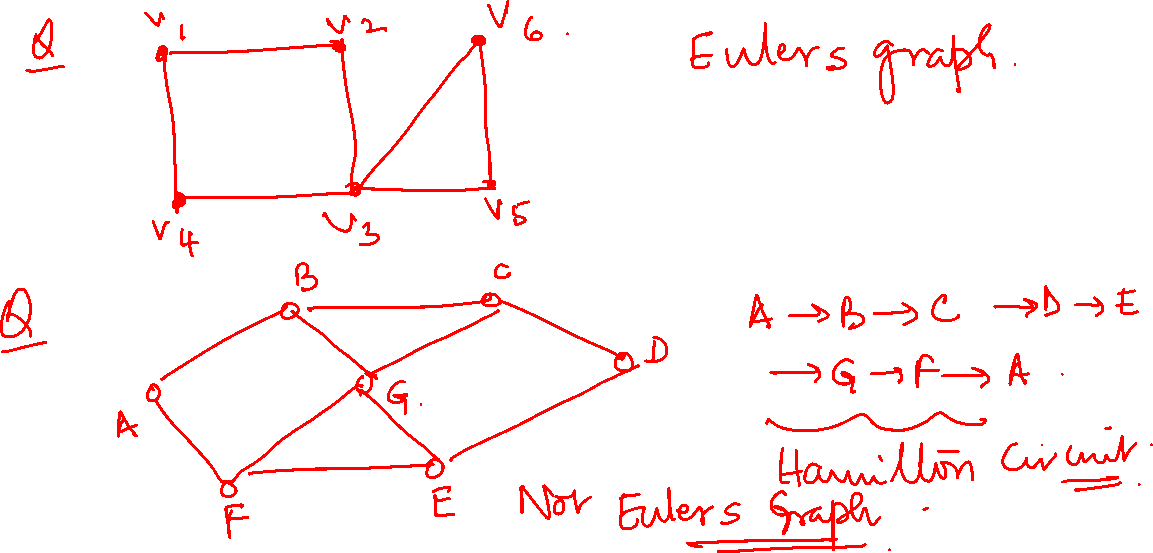 Q
V1 V2 V6.
Eulers graph.
V4 V3 V5
Q
B C
A → B → C → D → E
D
A G.
→ G → F → A.
F E
Hamilton Circuit.
Not Eulers Graph.